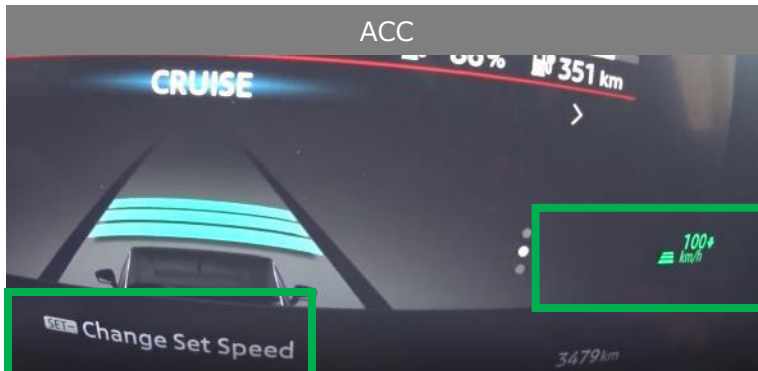 ACC
351 km
CRUISE
>
100
km/h
SET- Change Set Speed
3479km